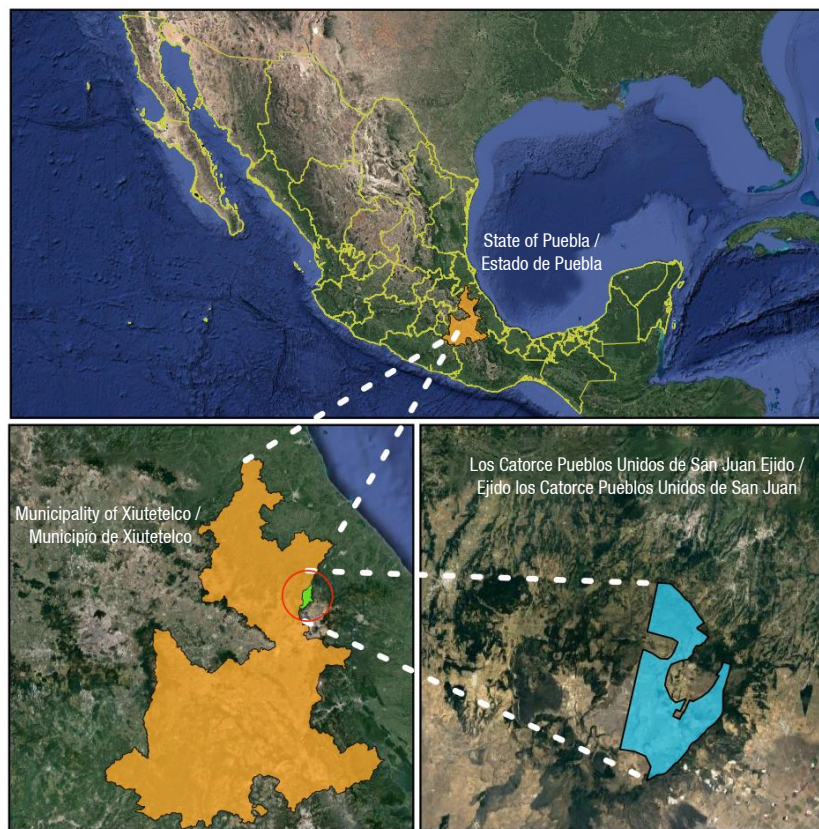 State of Puebla /
Estado de Puebla
Municipality of Xiutetelco /
Municipio de Xiutetelco
Los Catorce Pueblos Unidos de San Juan Ejido /
Ejido los Catorce Pueblos Unidos de San Juan